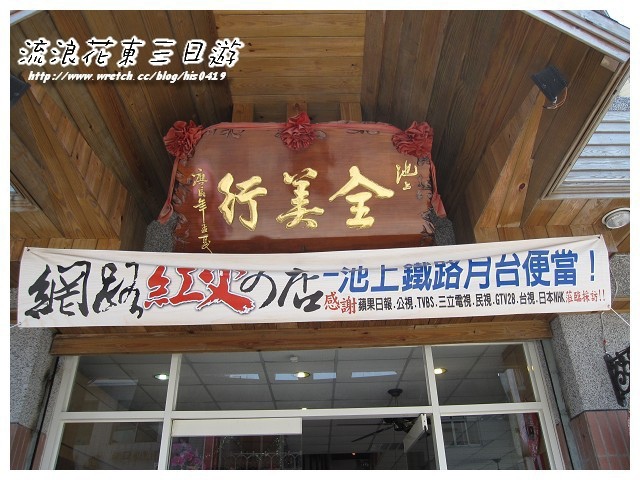 流浪花東三日遊
http://www.wretch.cc/blog/his0419
池上
全美行
網路紅火の店-池上鐵路月台便當！
感謝 蘋果日報.公視.TVBS.三立電視.民視.GTV28.台視.日本NHK 蒞臨採訪!!